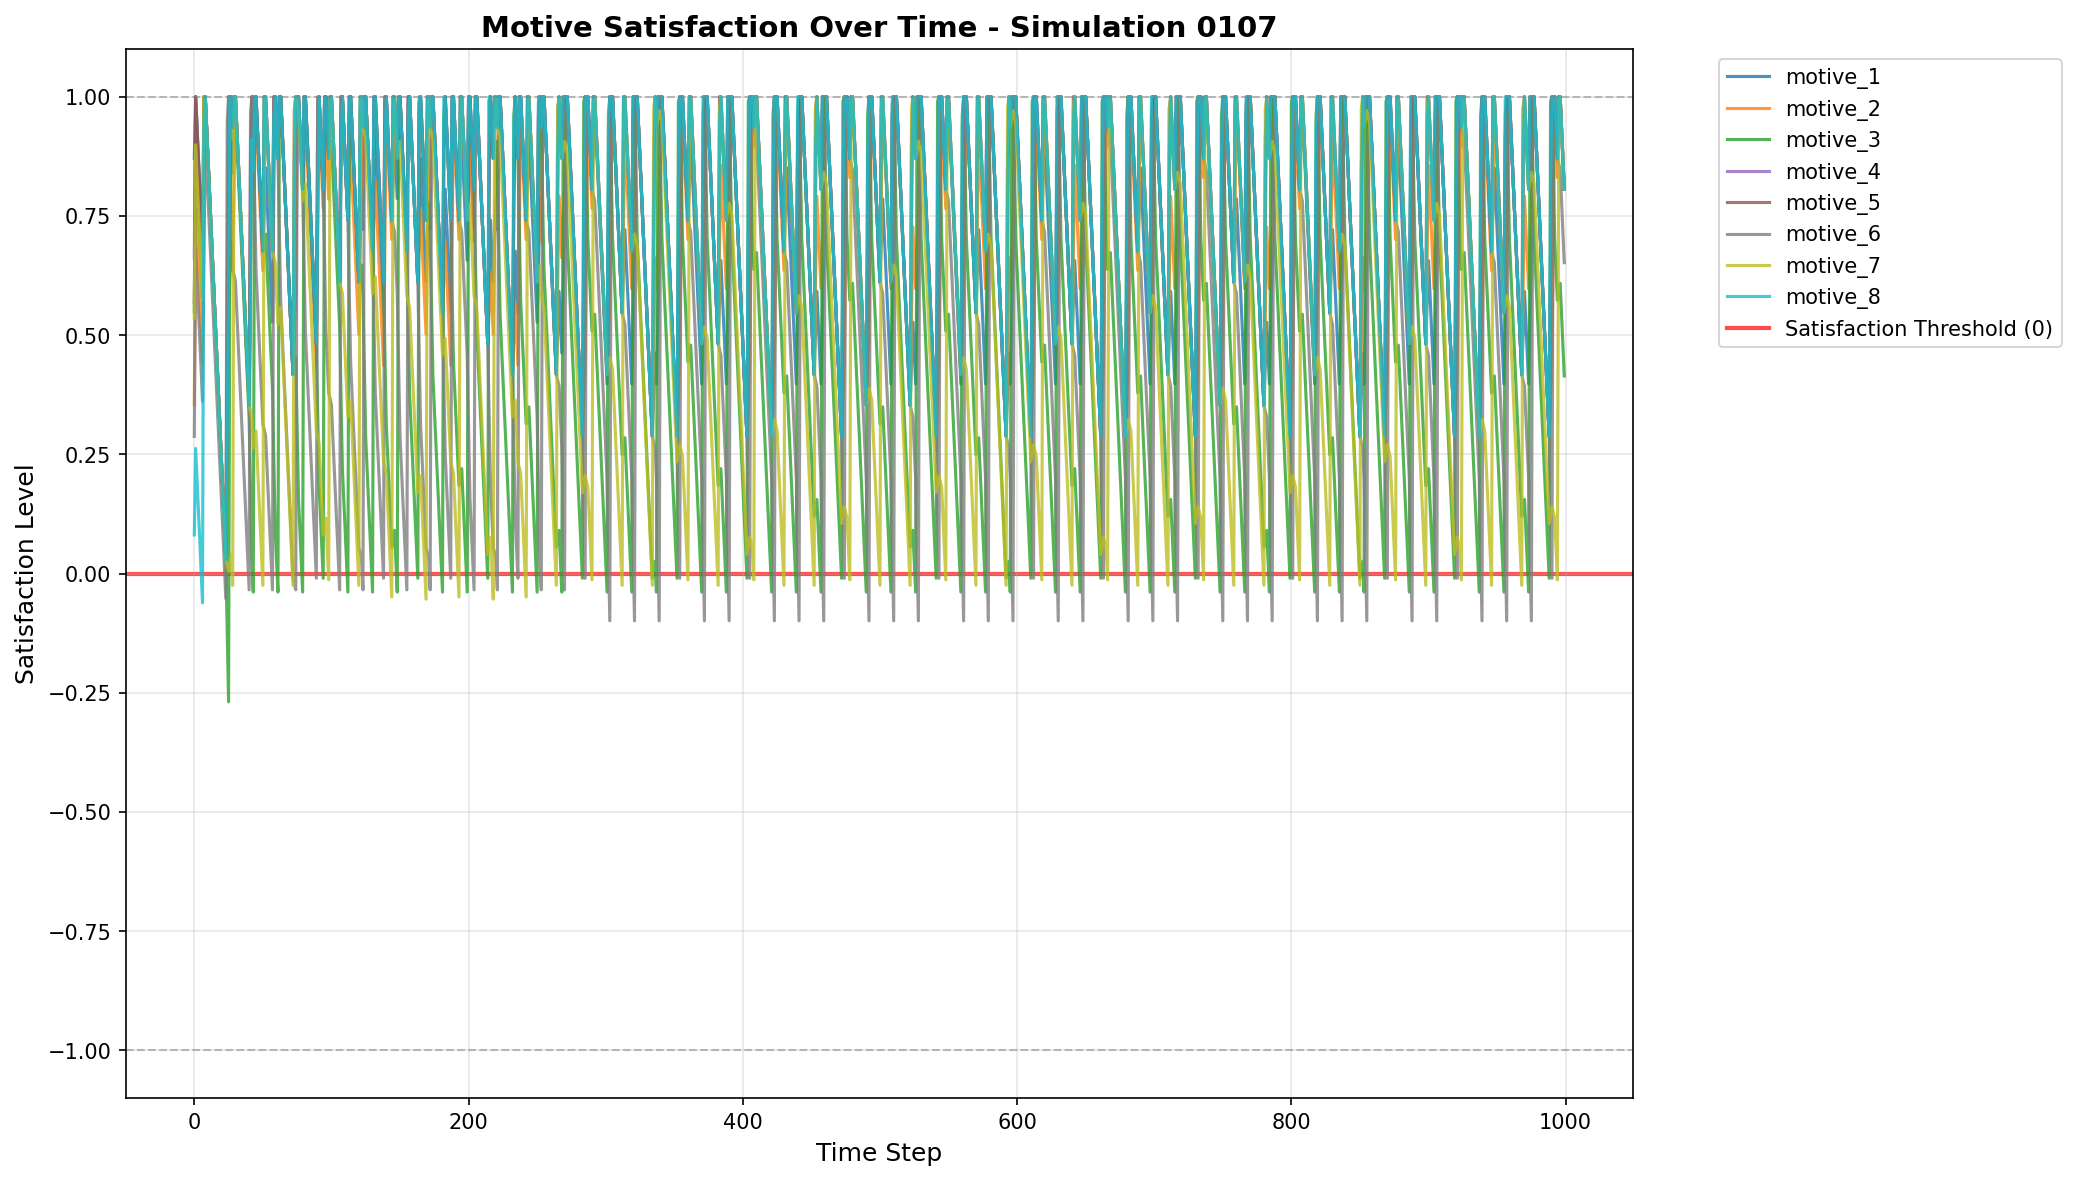 Motive Satisfaction Over Time - Simulation 0107
Satisfaction Level
1.00
0.75
0.50
0.25
0.00
−0.25
−0.50
−0.75
−1.00
0
200
400
600
800
1000
Time Step
motive_1
motive_2
motive_3
motive_4
motive_5
motive_6
motive_7
motive_8
Satisfaction Threshold (0)